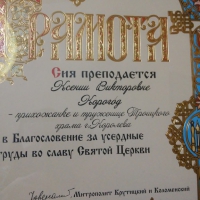 ГРАМОТА
Сия преподается
Ксении Викторовне
Корогод
- прихожанке и труженице Троицкого
храма г. Королева
в Благословение за усердные
труды во славу Святой Церкви
Митрополит Крутицкий и Коломенский